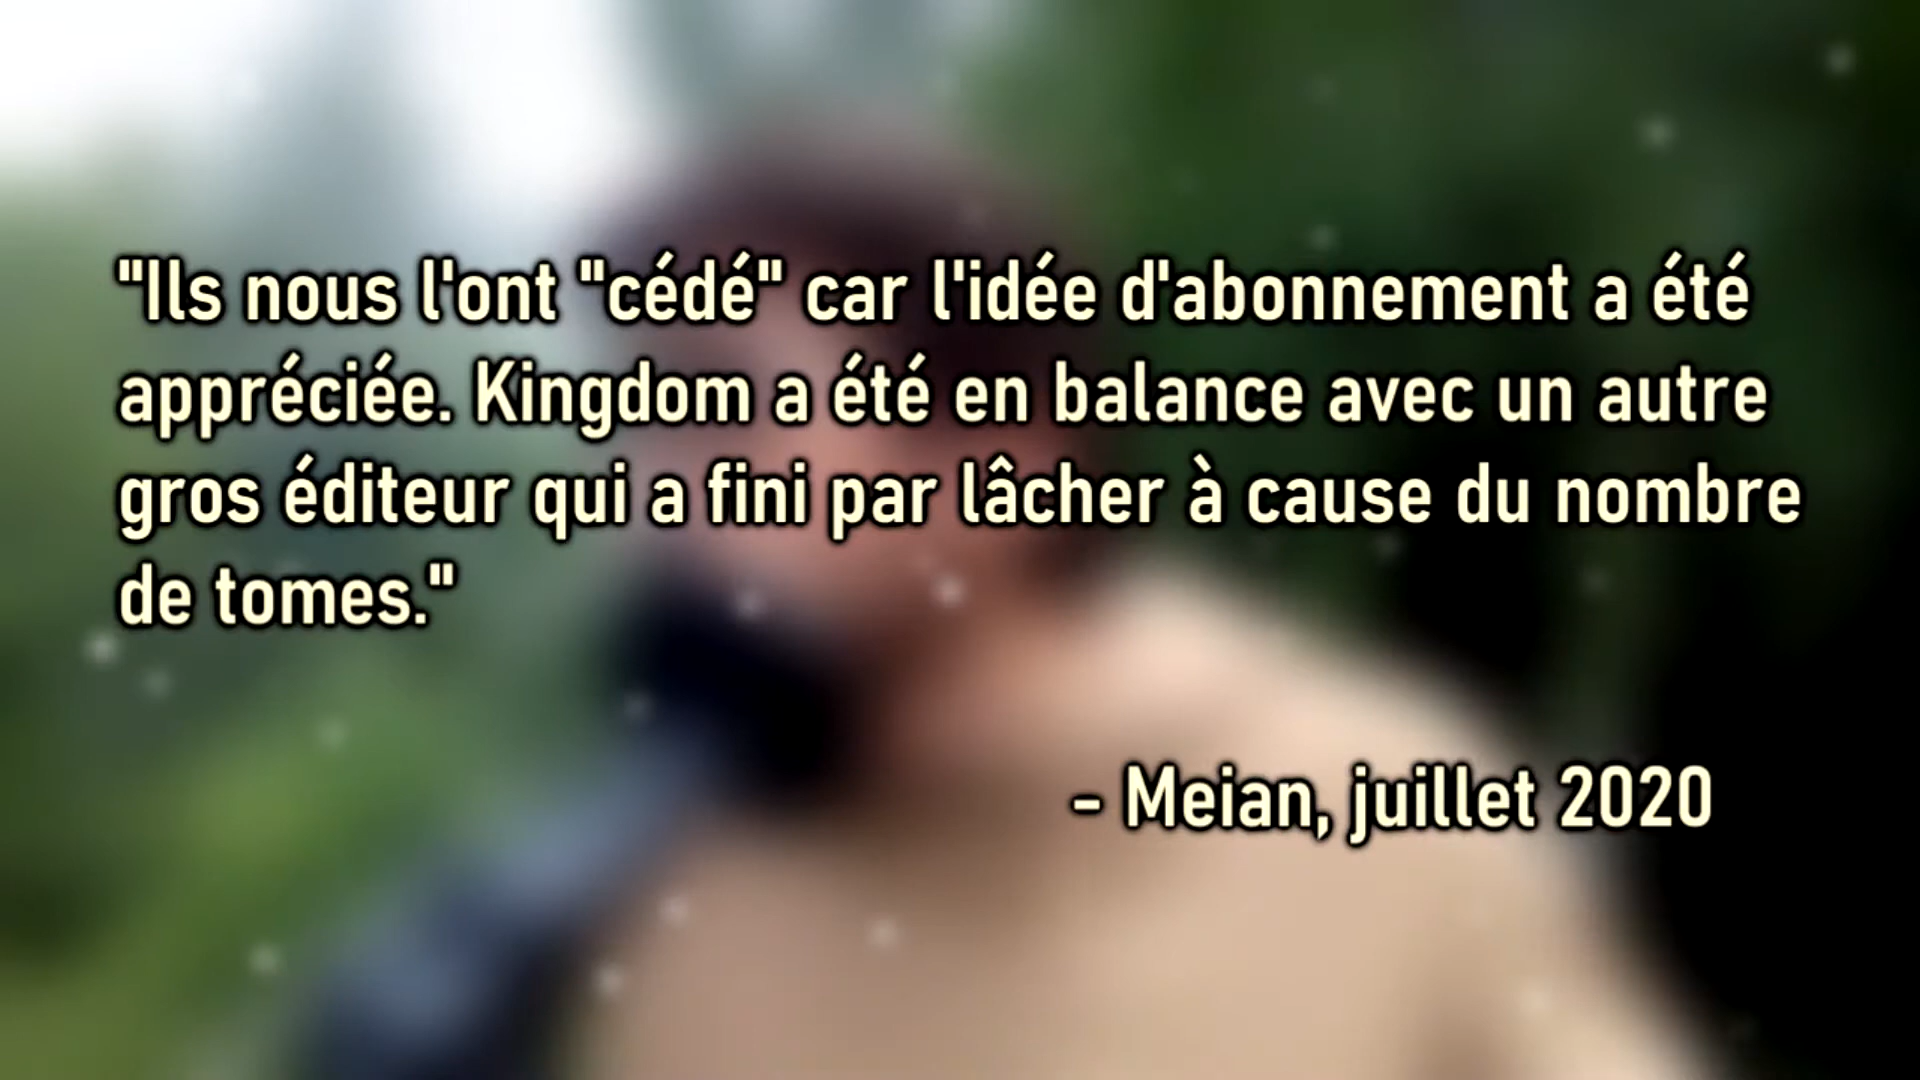 "Ils nous l'ont "cédé" car l'idée d'abonnement a été
appréciée. Kingdom a été en balance avec un autre
gros éditeur qui a fini par lâcher à cause du nombre
de tomes."
- Meian, juillet 2020